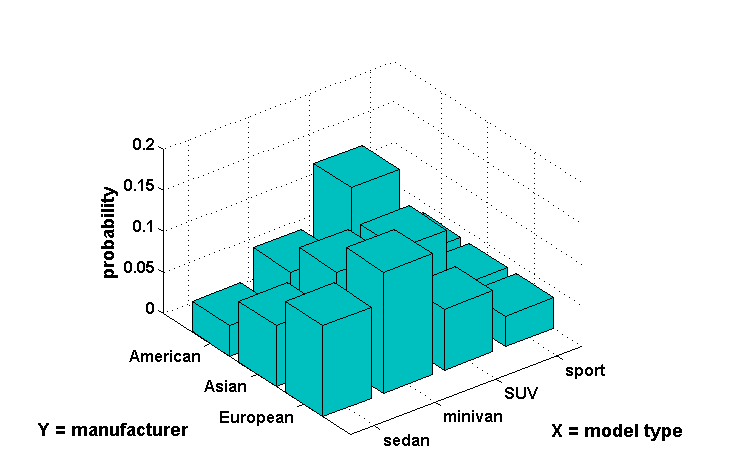 0.2
0.15
0.1
0.05
0
probability
American
Asian
European
Y = manufacturer
sedan
minivan
SUV
sport
X = model type